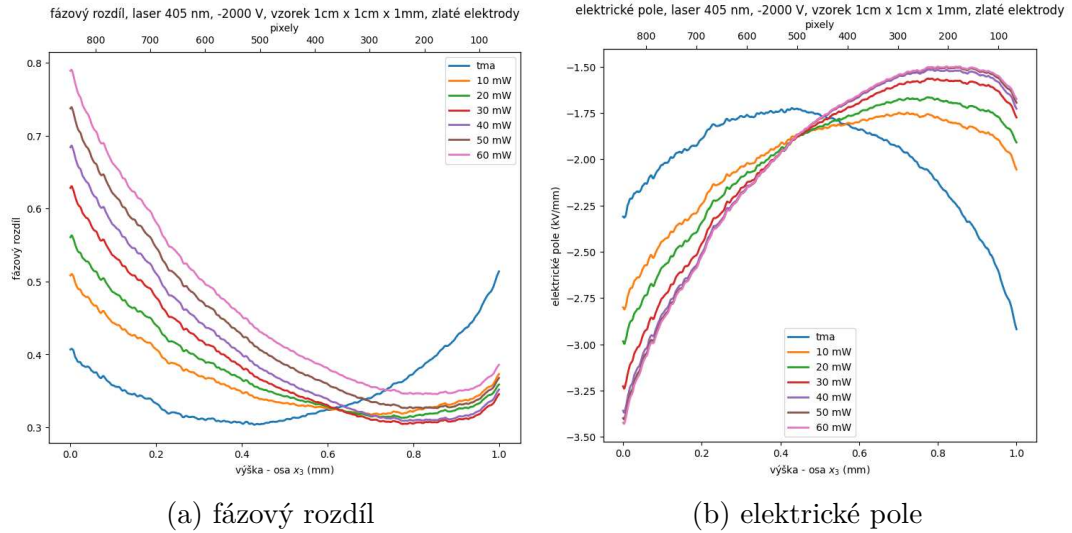 fázový rozdíl, laser 405 nm, -2000 V, vzorek 1cm x 1cm x 1mm, zlaté elektrody
pixely
800 700 600 500 400 300 200 100
0.8
0.7
0.6
0.5
0.4
0.3
fázový rozdíl
tma
10 mW
20 mW
30 mW
40 mW
50 mW
60 mW
0.0 0.2 0.4 0.6 0.8 1.0
výška - osa x₃ (mm)
(a) fázový rozdíl
elektrické pole, laser 405 nm, -2000 V, vzorek 1cm x 1cm x 1mm, zlaté elektrody
pixely
800 700 600 500 400 300 200 100
−1.50
−1.75
−2.00
−2.25
−2.50
−2.75
−3.00
−3.25
−3.50
elektrické pole (kV/mm)
tma
10 mW
20 mW
30 mW
40 mW
50 mW
60 mW
0.0 0.2 0.4 0.6 0.8 1.0
výška - osa x₃ (mm)
(b) elektrické pole